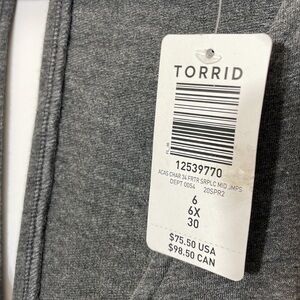 TORRID
12539770
ACAS CHAR 34 FRTR SRPLC MID JMPS
DEPT 0054 20SPR2
6
6X
30
$75.50 USA
$98.50 CAN